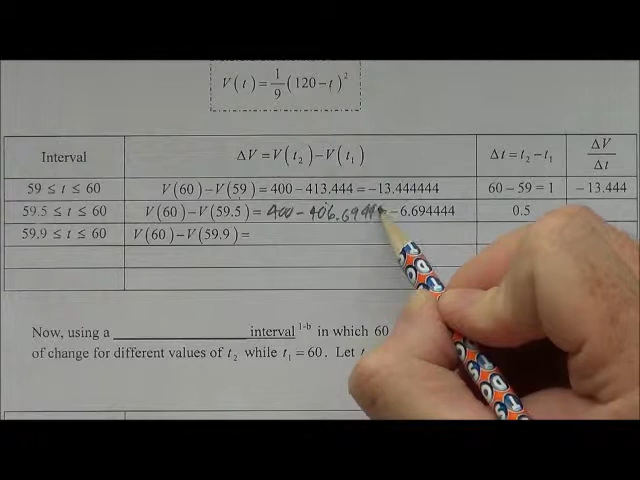 V(t) = 1/9 (120 − t)²
Interval ΔV = V(t₂) − V(t₁) Δt = t₂ − t₁ ΔV/Δt
59 ≤ t ≤ 60 V(60) − V(59) = 400 − 413.444 = −13.444444 60 − 59 = 1 −13.444
59.5 ≤ t ≤ 60 V(60) − V(59.5) = 400 − 406.69444 = −6.694444 0.5
59.9 ≤ t ≤ 60 V(60) − V(59.9) =
Now, using a ____________________ interval 1-b in which 60
of change for different values of t₂ while t₁ = 60. Let